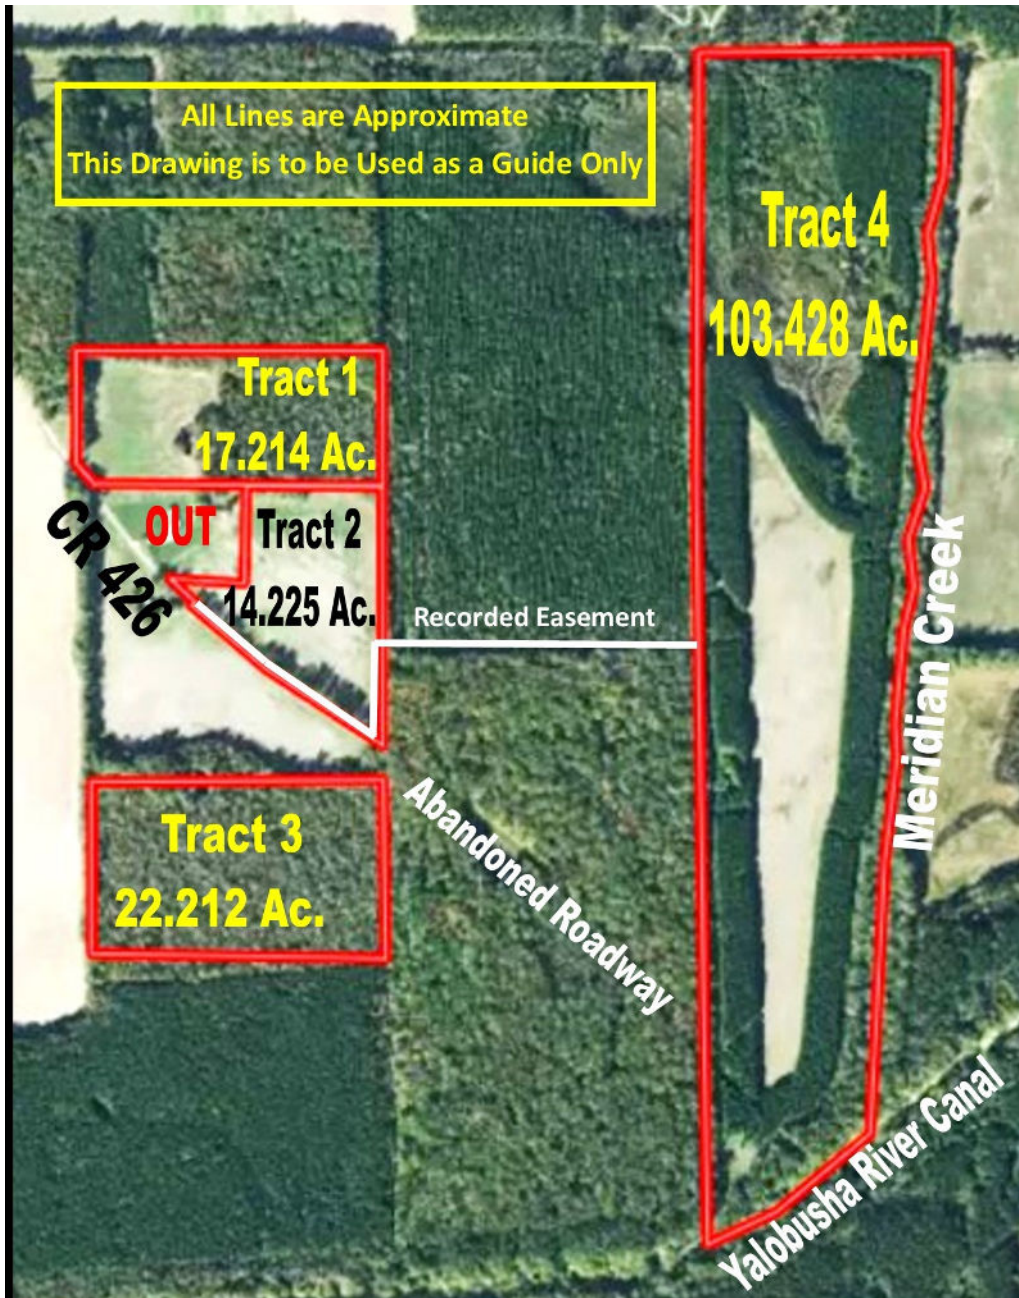 All Lines are Approximate
This Drawing is to be Used as a Guide Only
Tract 4
103.428 Ac.
Tract 1
17.214 Ac.
OUT
Tract 2
14.225 Ac.
CR 426
Recorded Easement
Meridian Creek
Tract 3
22.212 Ac.
Abandoned Roadway
Yalobusha River Canal